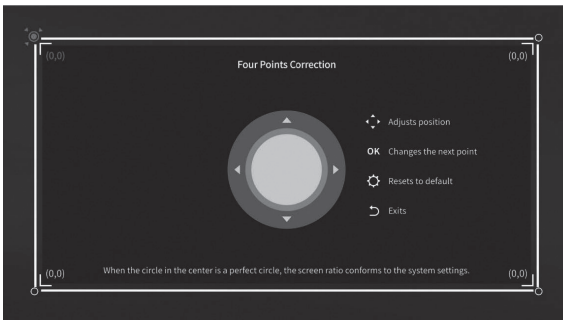 (0,0)
(0,0)
Four Points Correction
Adjusts position
OK Changes the next point
Resets to default
Exits
(0,0)
When the circle in the center is a perfect circle, the screen ratio conforms to the system settings.
(0,0)